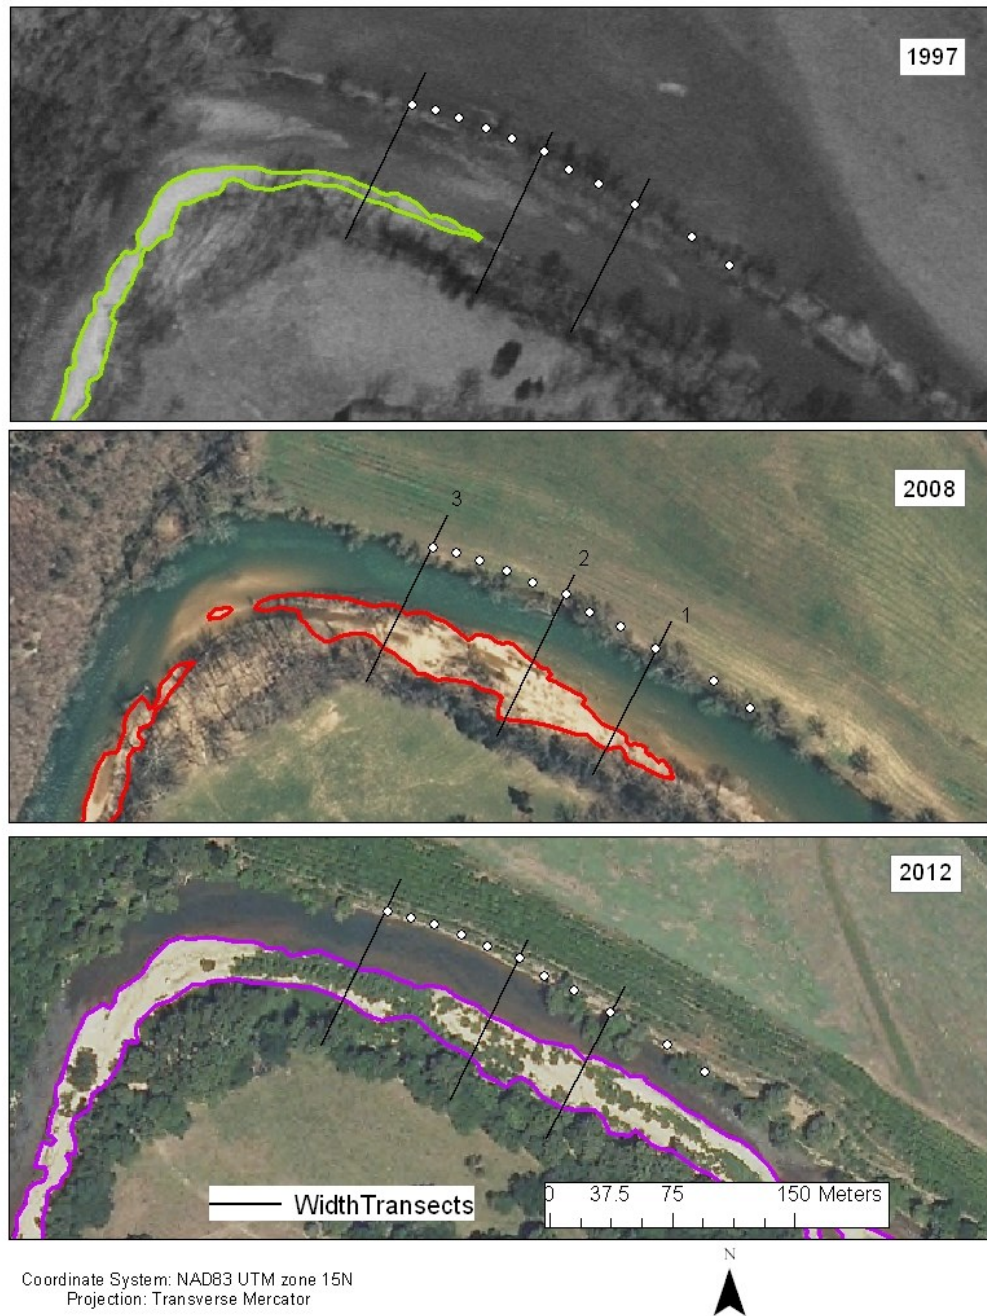 1997
2008
3
2
1
2012
WidthTransects
0 37.5 75 150 Meters
N
Coordinate System: NAD83 UTM zone 15N
Projection: Transverse Mercator